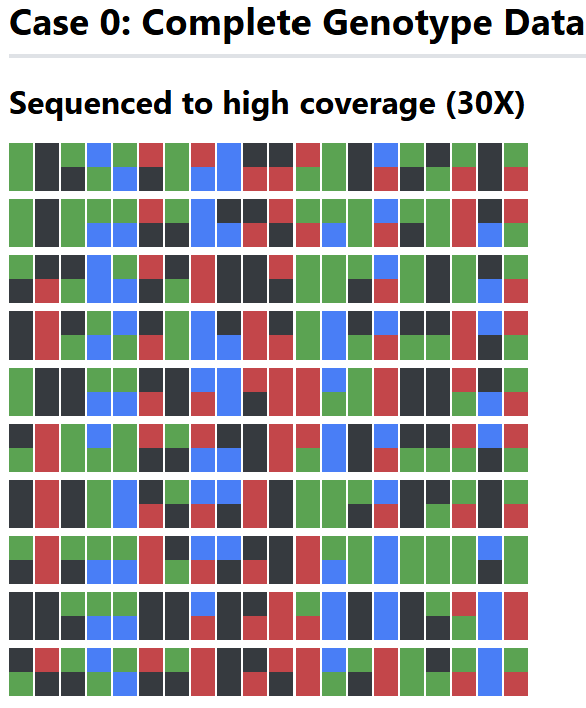 Case 0: Complete Genotype Data
Sequenced to high coverage (30X)